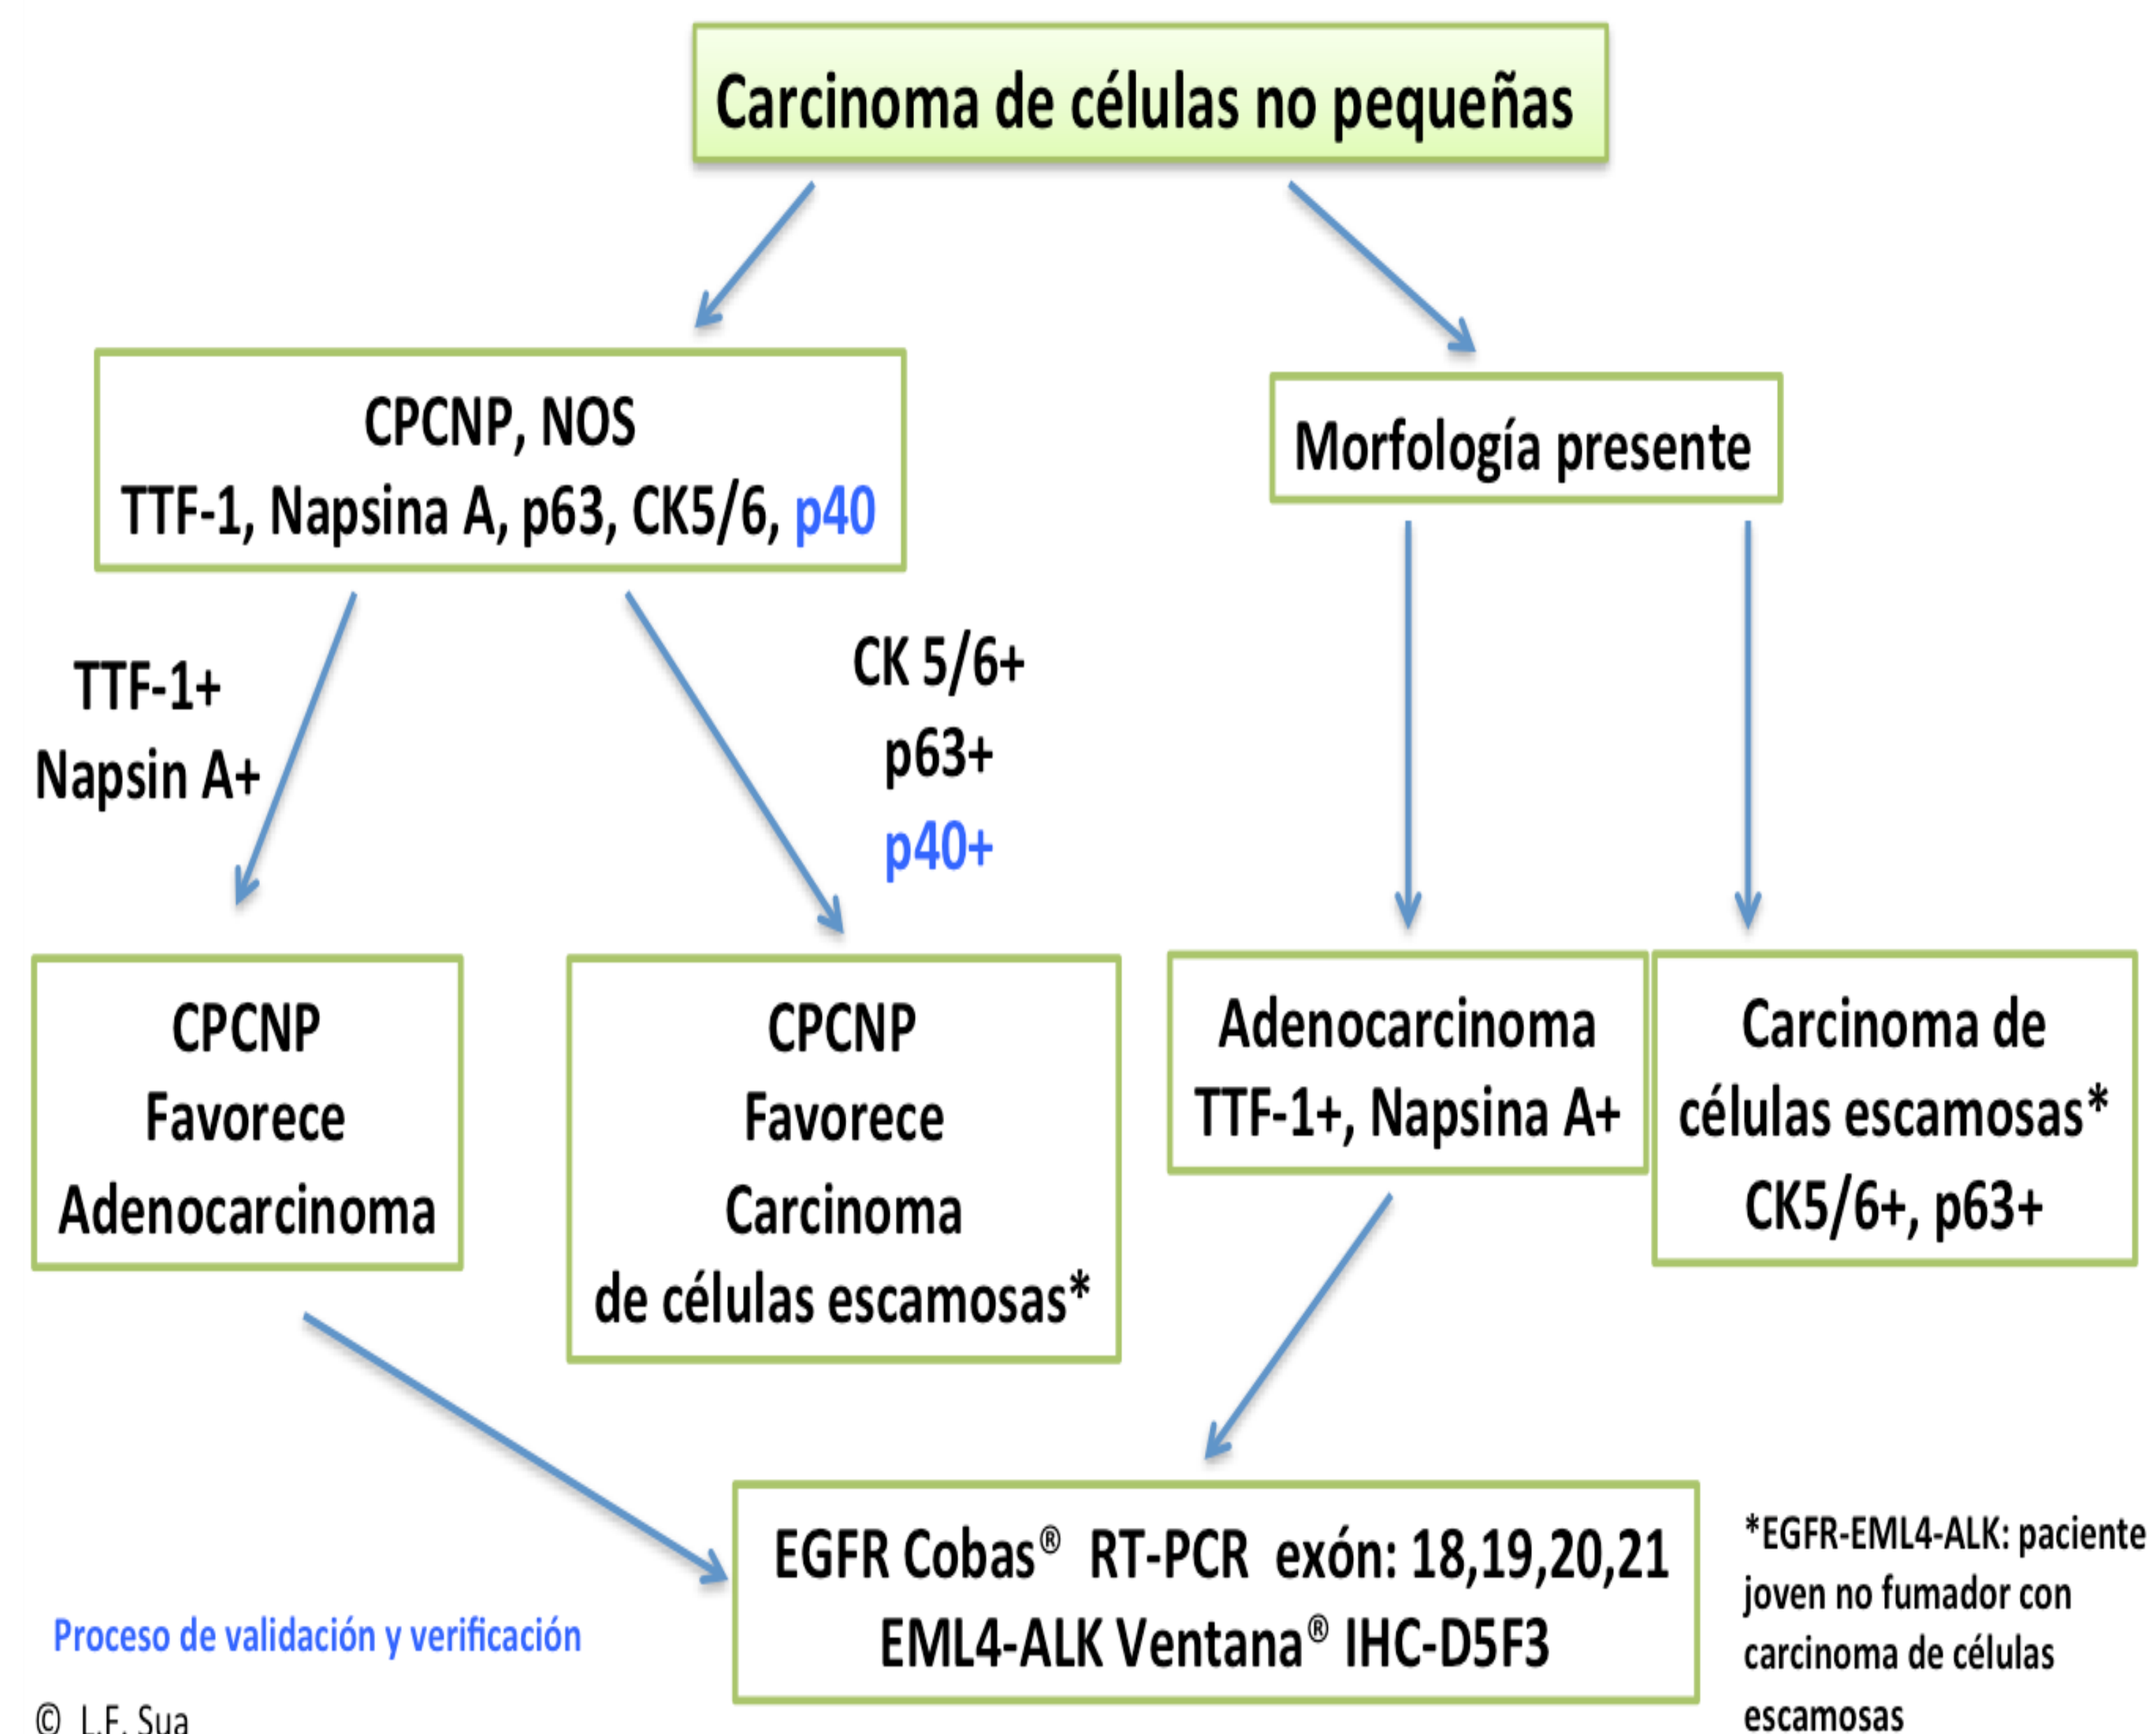 Carcinoma de células no pequeñas
CPCNP, NOS
TTF-1, Napsina A, p63, CK5/6, p40
Morfología presente
TTF-1+
Napsin A+
CK 5/6+
p63+
p40+
CPCNP
Favorece
Adenocarcinoma
CPCNP
Favorece
Carcinoma
de células escamosas*
Adenocarcinoma
TTF-1+, Napsina A+
Carcinoma de
células escamosas*
CK5/6+, p63+
EGFR Cobas® RT-PCR exón: 18,19,20,21
EML4-ALK Ventana® IHC-D5F3
*EGFR-EML4-ALK: paciente
joven no fumador con
carcinoma de células
escamosas
Proceso de validación y verificación
© L.F. Sua